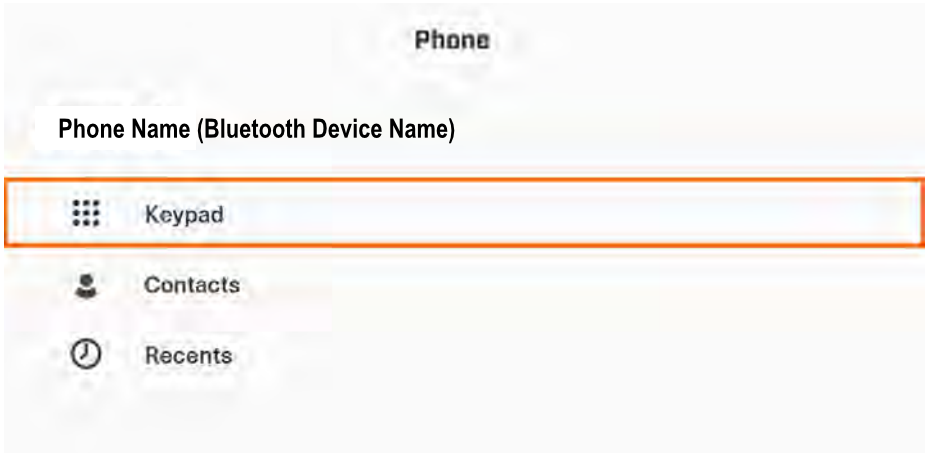 Phone
Phone Name (Bluetooth Device Name)
Keypad
Contacts
Recents